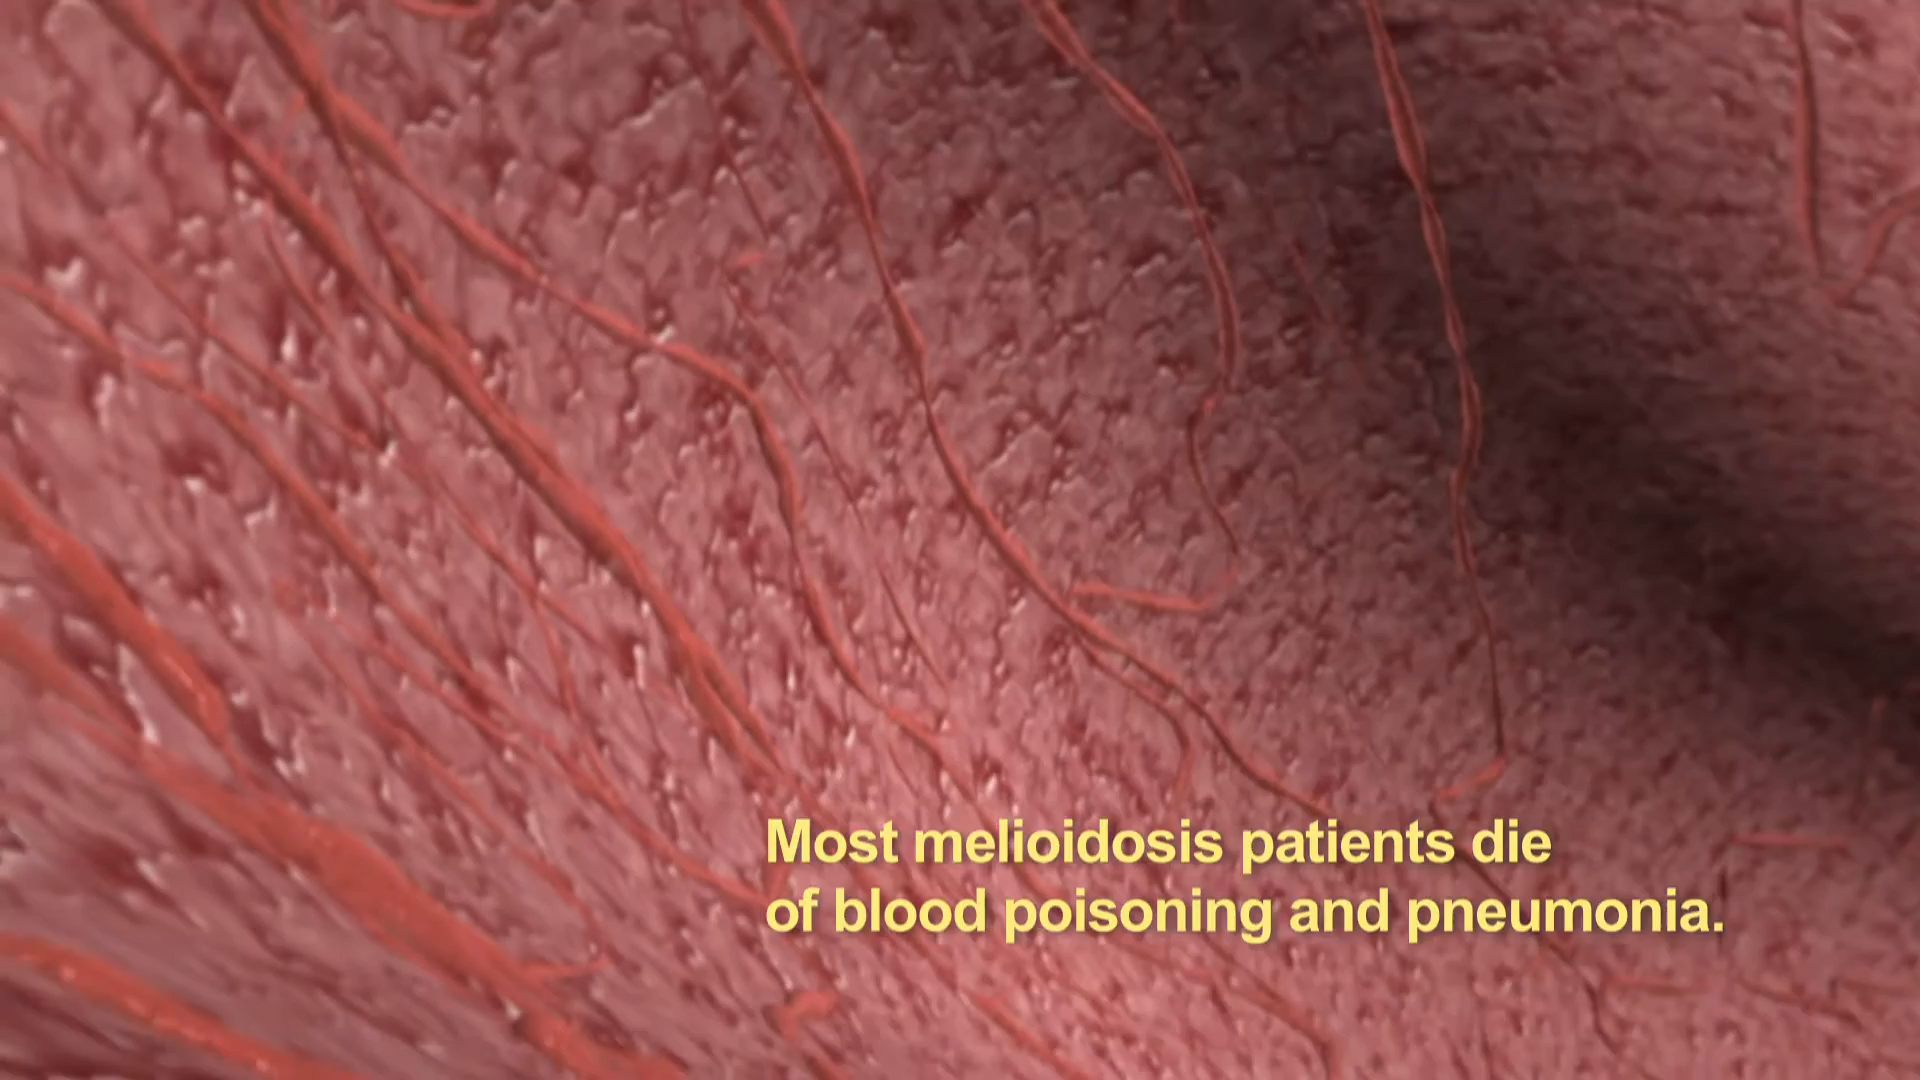 Most melioidosis patients die
of blood poisoning and pneumonia.